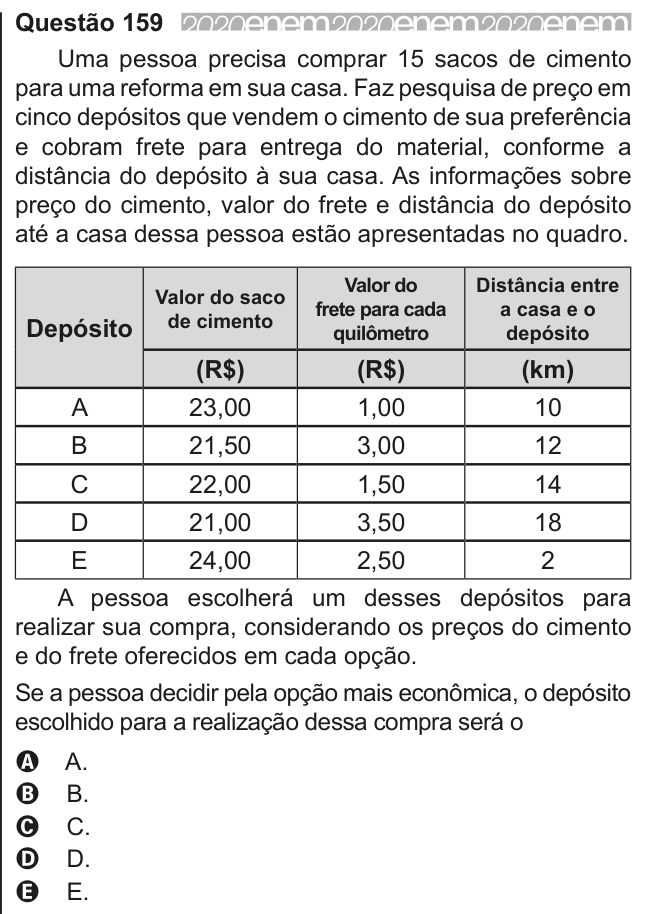 Questão 159 2020enem2020enem2020enem
Uma pessoa precisa comprar 15 sacos de cimento
para uma reforma em sua casa. Faz pesquisa de preço em
cinco depósitos que vendem o cimento de sua preferência
e cobram frete para entrega do material, conforme a
distância do depósito à sua casa. As informações sobre
preço do cimento, valor do frete e distância do depósito
até a casa dessa pessoa estão apresentadas no quadro.
Depósito
Valor do saco
de cimento
Valor do
frete para cada
quilômetro
Distância entre
a casa e o
depósito
(R$) (R$) (km)
A 23,00 1,00 10
B 21,50 3,00 12
C 22,00 1,50 14
D 21,00 3,50 18
E 24,00 2,50 2
A pessoa escolherá um desses depósitos para
realizar sua compra, considerando os preços do cimento
e do frete oferecidos em cada opção.
Se a pessoa decidir pela opção mais econômica, o depósito
escolhido para a realização dessa compra será o
A A.
B B.
C C.
D D.
E E.